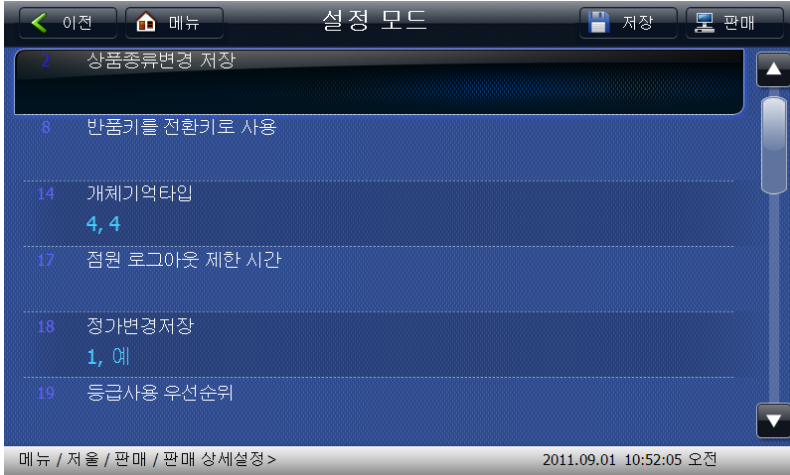 이전 메뉴 설정 모드 저장 판매
2 상품종류변경 저장
8 반품키를 전환키로 사용
14 개체기억타입
4, 4
17 점원 로그아웃 제한 시간
18 정가변경저장
1, 예
19 등급사용 우선순위
메뉴 / 저울 / 판매 / 판매 상세설정> 2011.09.01 10:52:05 오전